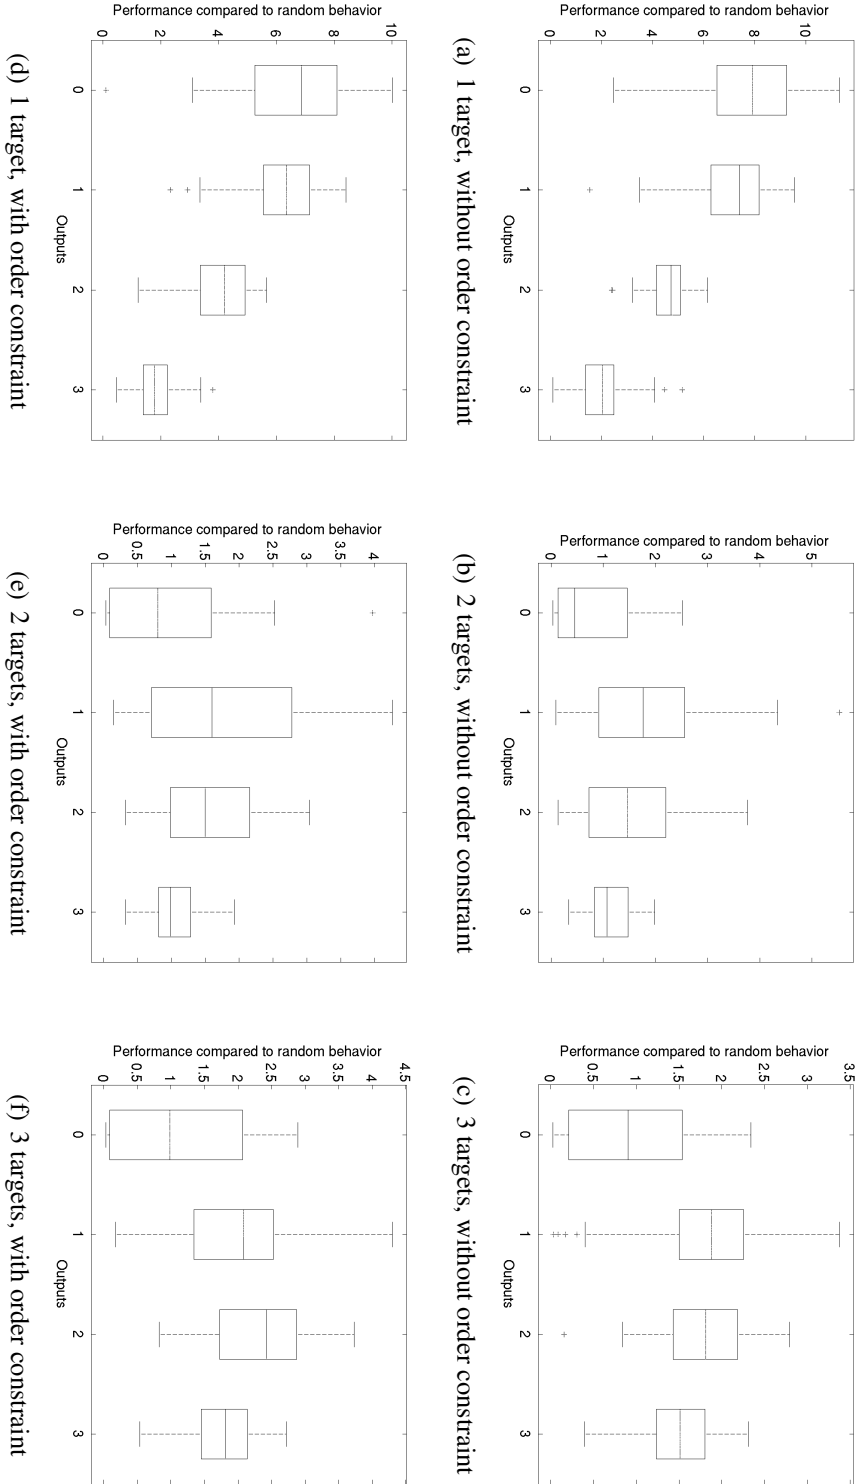 Performance compared to random behavior
10
8
6
4
2
0
0 1 2 3
Outputs
(a) 1 target, without order constraint
Performance compared to random behavior
5
4
3
2
1
0
0 1 2 3
Outputs
(b) 2 targets, without order constraint
Performance compared to random behavior
3.5
3
2.5
2
1.5
1
0.5
0
0 1 2 3
Outputs
(c) 3 targets, without order constraint
Performance compared to random behavior
10
8
6
4
2
0
0 1 2 3
Outputs
(d) 1 target, with order constraint
Performance compared to random behavior
4
3.5
3
2.5
2
1.5
1
0.5
0
0 1 2 3
Outputs
(e) 2 targets, with order constraint
Performance compared to random behavior
4.5
4
3.5
3
2.5
2
1.5
1
0.5
0
0 1 2 3
Outputs
(f) 3 targets, with order constraint